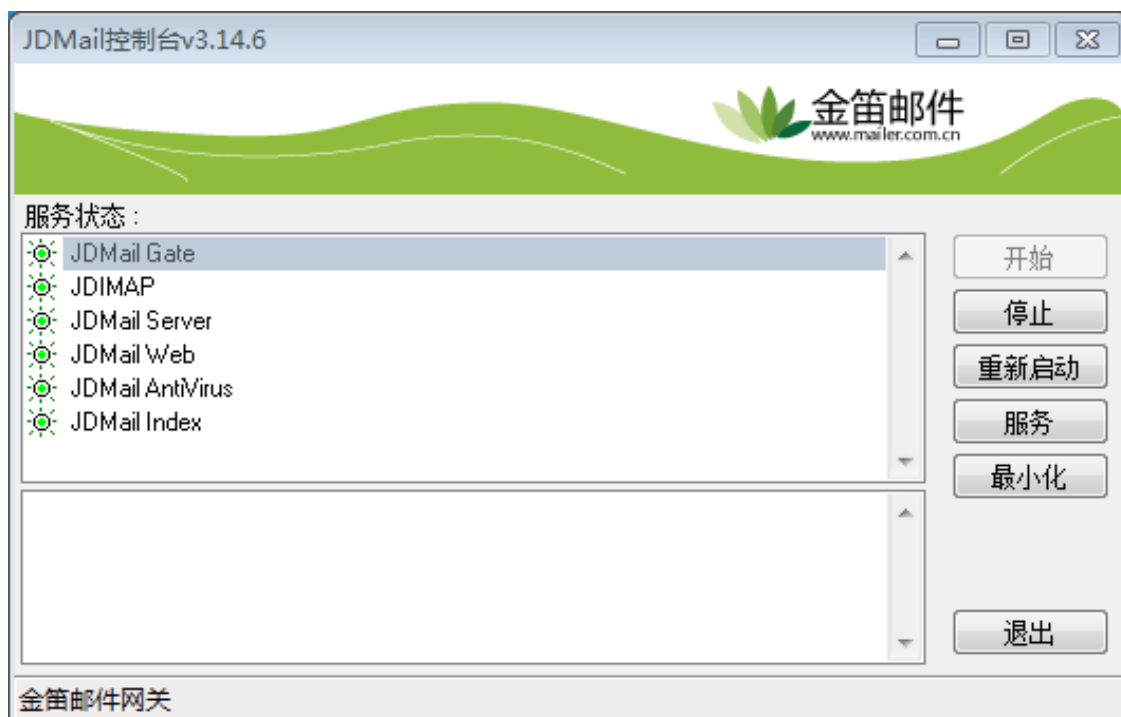 JDMail控制台v3.14.6
金笛邮件
www.mailer.com.cn
服务状态：
JDMail Gate
JDIMAP
JDMail Server
JDMail Web
JDMail AntiVirus
JDMail Index
开始
停止
重新启动
服务
最小化
退出
金笛邮件网关